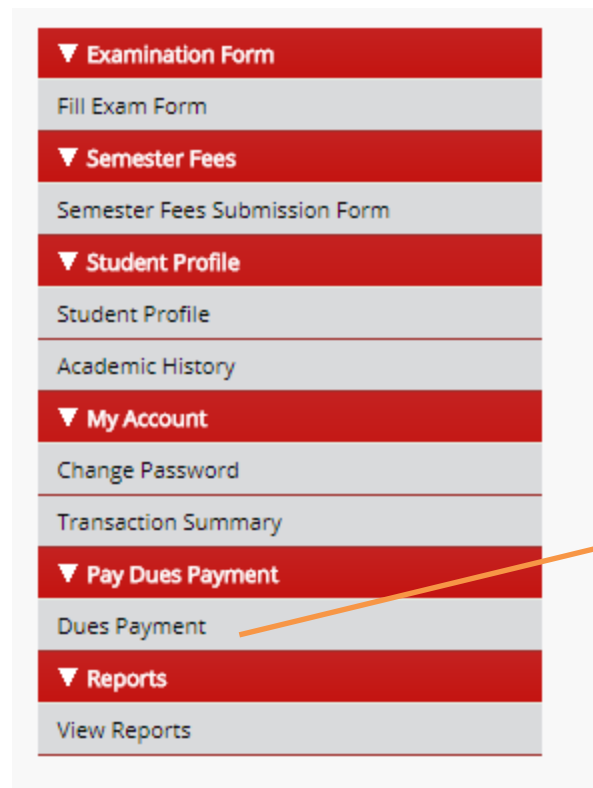 Examination Form
Fill Exam Form
Semester Fees
Semester Fees Submission Form
Student Profile
Student Profile
Academic History
My Account
Change Password
Transaction Summary
Pay Dues Payment
Dues Payment
Reports
View Reports